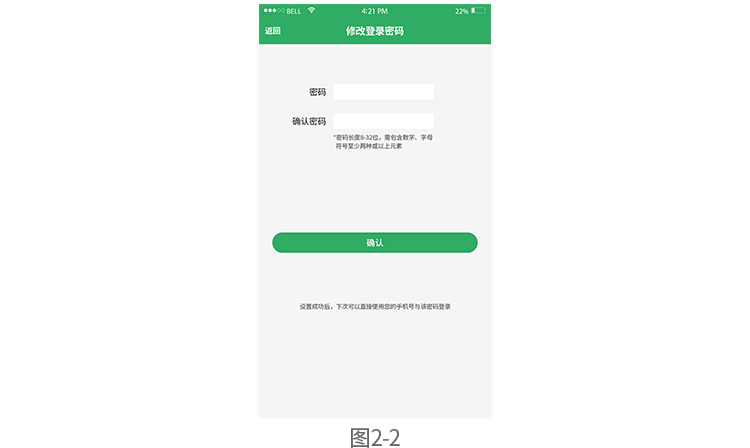 BELL 4:21 PM 22%
返回 修改登录密码
密码
确认密码
*密码长度8-32位，需包含数字、字母
符号至少两种或以上元素
确认
设置成功后，下次可以直接使用您的手机号与该密码登录
图2-2